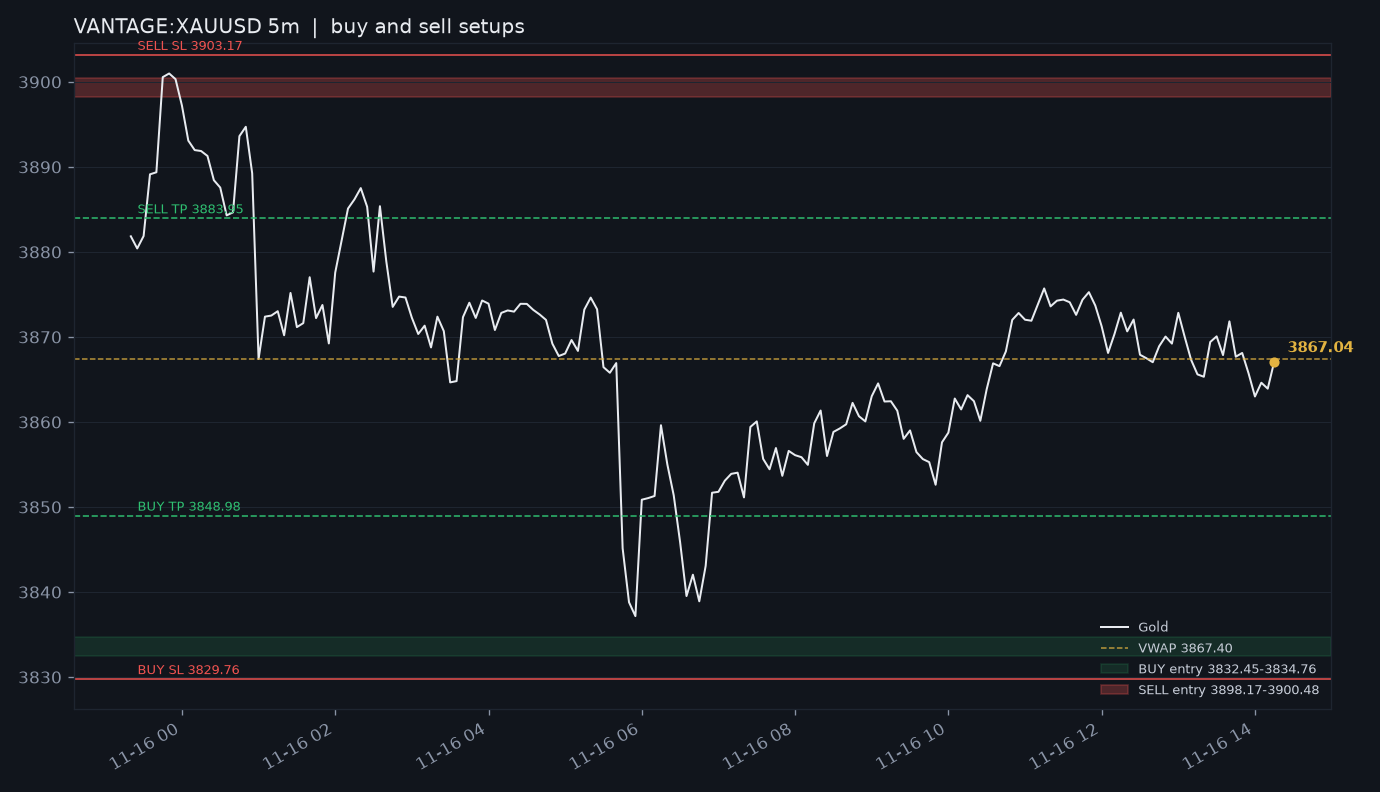 VANTAGE:XAUUSD 5m | buy and sell setups
SELL SL 3903.17
3900
3890
SELL TP 3883.95
3880
3870
3867.04
3860
BUY TP 3848.98
3850
3840
Gold
VWAP 3867.40
BUY entry 3832.45-3834.76
SELL entry 3898.17-3900.48
BUY SL 3829.76
3830
11-16 00
11-16 02
11-16 04
11-16 06
11-16 08
11-16 10
11-16 12
11-16 14